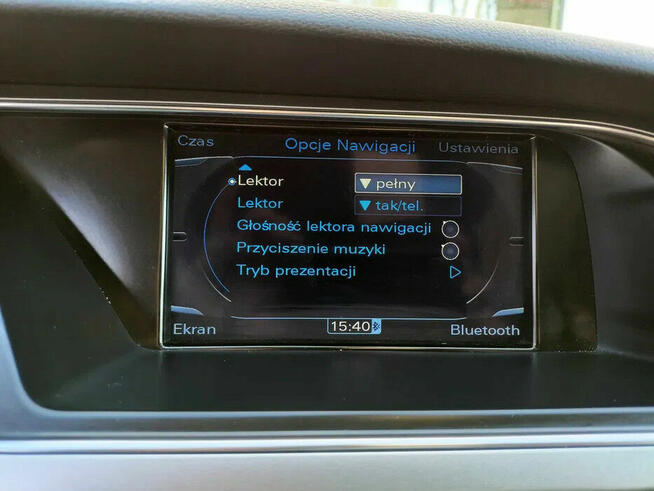 Czas Opcje Nawigacji Ustawienia
Lektor ▼ pełny
Lektor ▼ tak/tel.
Głośność lektora nawigacji
Przyciszenie muzyki
Tryb prezentacji
Ekran 15:40 Bluetooth